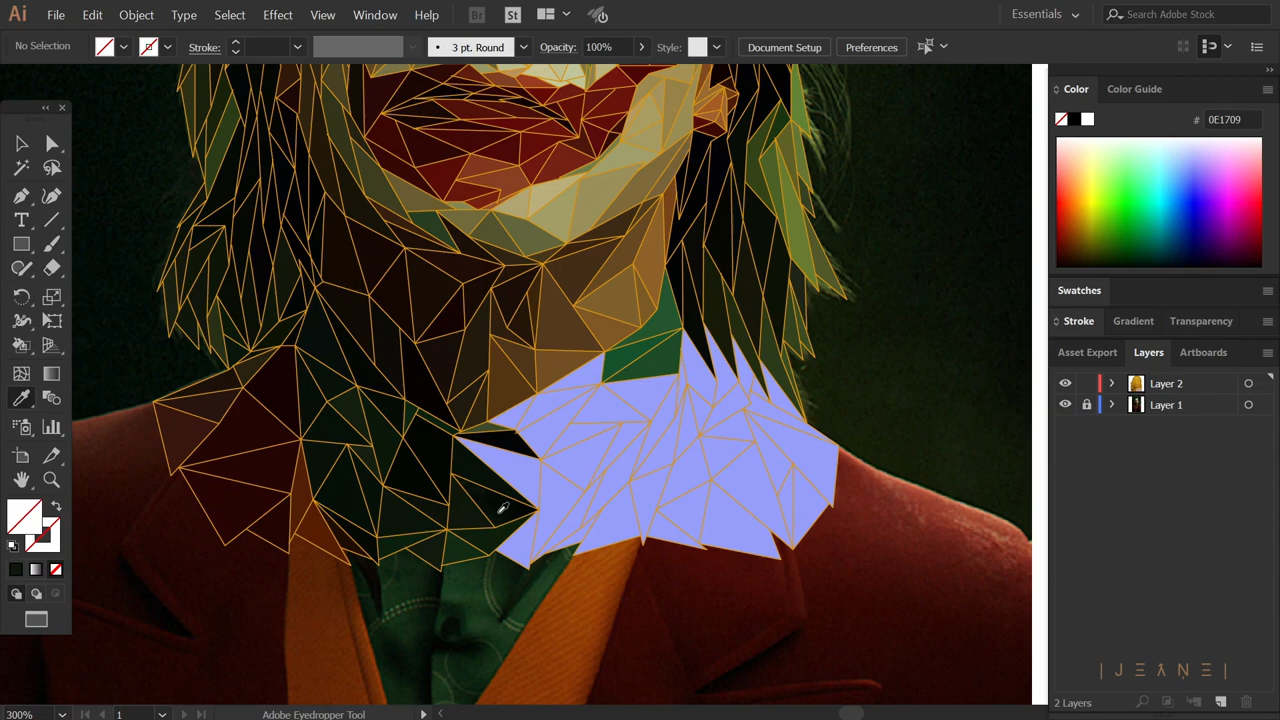 Ai File Edit Object Type Select Effect View Window Help Br St Essentials Search Adobe Stock
No Selection Stroke: 3 pt. Round Opacity: 100% Style: Document Setup Preferences
Color Color Guide
# 0E1709
Swatches
Stroke Gradient Transparency
Asset Export Layers Artboards
Layer 2
Layer 1
T
| J E A N E |
2 Layers
300% 1 Adobe Eyedropper Tool